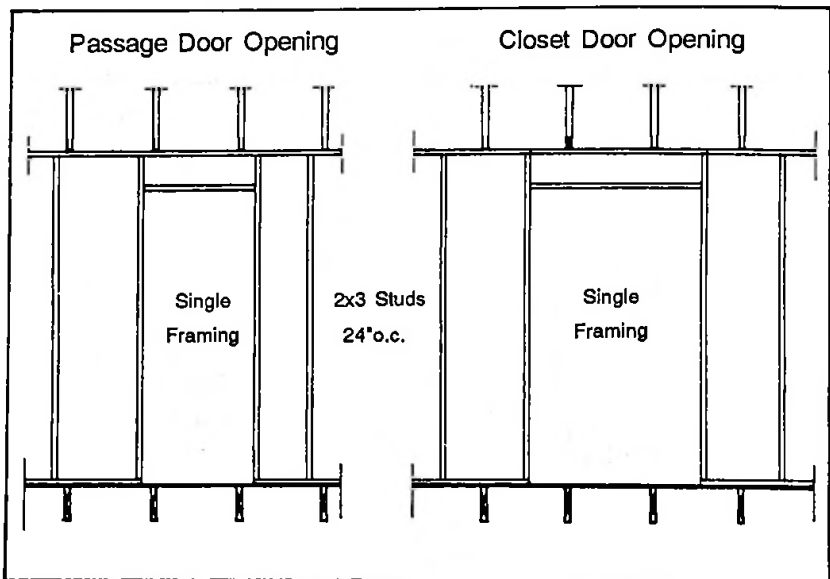 Passage Door Opening
Closet Door Opening
Single
Framing
2x3 Studs
24"o.c.
Single
Framing